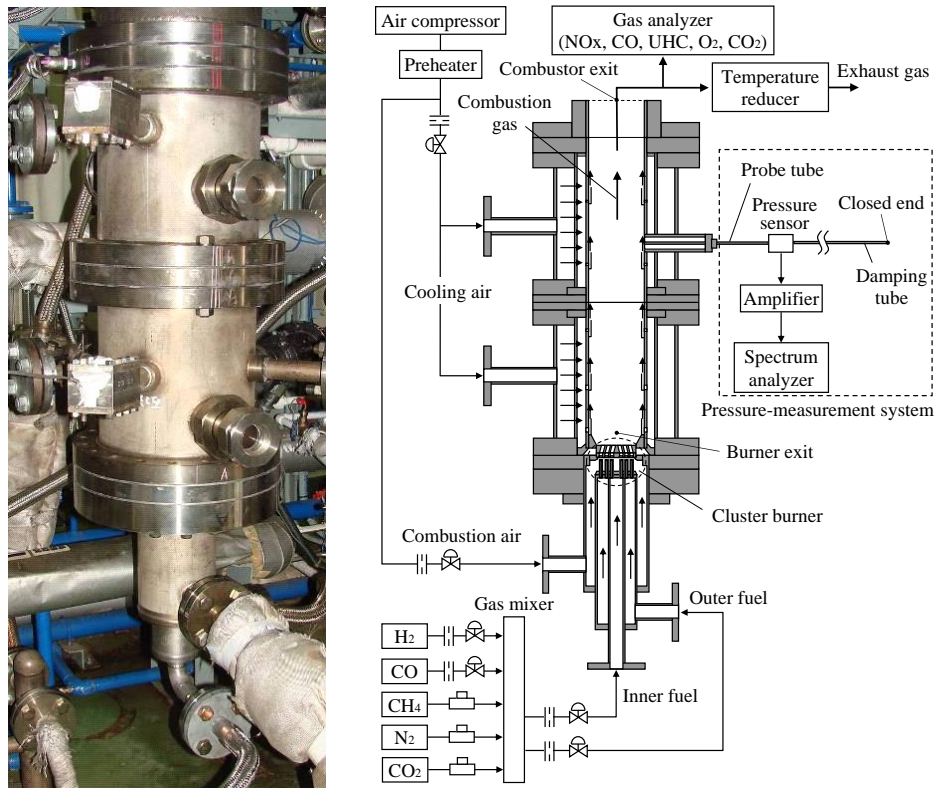 Air compressor
Preheater
Gas analyzer
(NOx, CO, UHC, O2, CO2)
Combustor exit
Combustion
gas
Temperature
reducer
Exhaust gas
Probe tube
Pressure
sensor
Closed end
Damping
tube
Amplifier
Spectrum
analyzer
Pressure-measurement system
Cooling air
Burner exit
Cluster burner
Combustion air
Outer fuel
Gas mixer
H2
CO
CH4
N2
CO2
Inner fuel
A